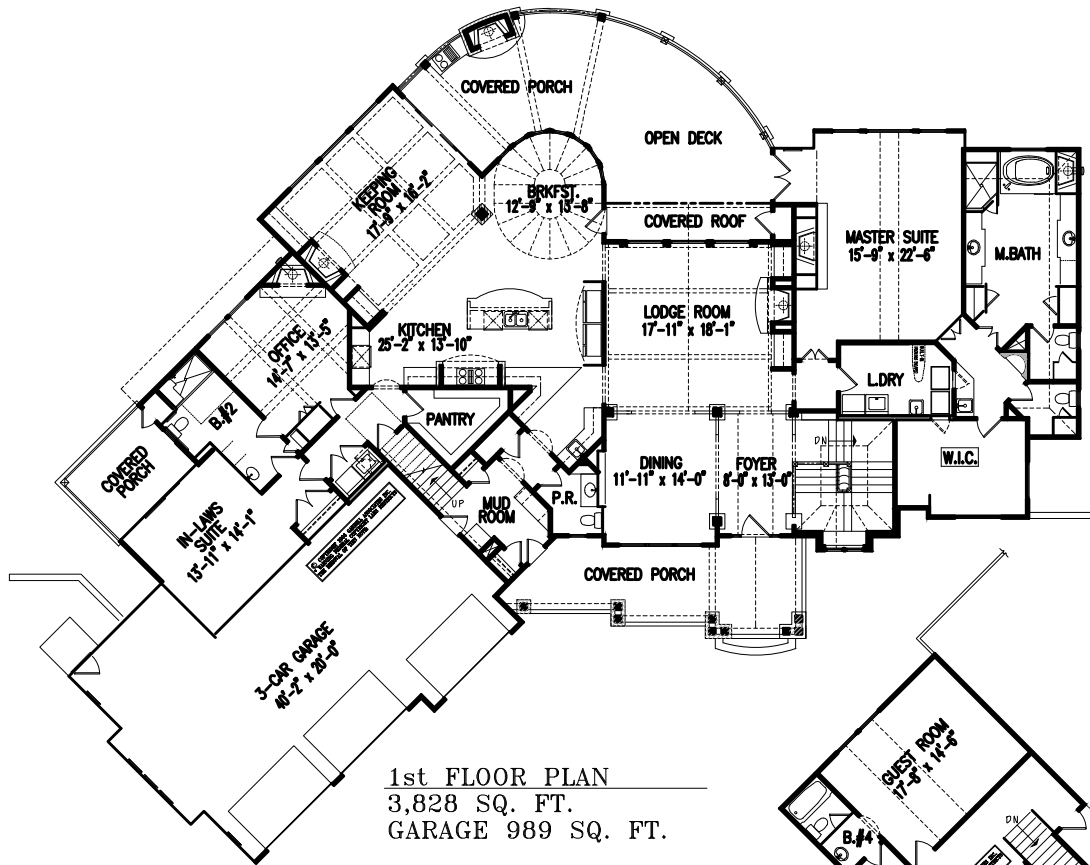 COVERED PORCH
OPEN DECK
KEEPING
ROOM
17'-9" x 16'-2"
BRKFST.
12'-9" x 13'-8"
COVERED ROOF
MASTER SUITE
15'-9" x 22'-6"
M.BATH
LODGE ROOM
17'-11" x 18'-1"
KITCHEN
25'-2" x 13'-10"
OFFICE
14'-7" x 13'-5"
L.DRY
B.#2
PANTRY
COVERED
PORCH
DINING
11'-11" x 14'-0"
FOYER
8'-0" x 13'-0"
DN
W.I.C.
UP
MUD
ROOM
P.R.
IN-LAWS
SUITE
13'-11" x 14'-1"
COVERED PORCH
3-CAR GARAGE
40'-2" x 20'-0"
1st FLOOR PLAN
3,828 SQ. FT.
GARAGE 989 SQ. FT.
GUEST ROOM
17'-8" x 14'-6"
B.#4
DN